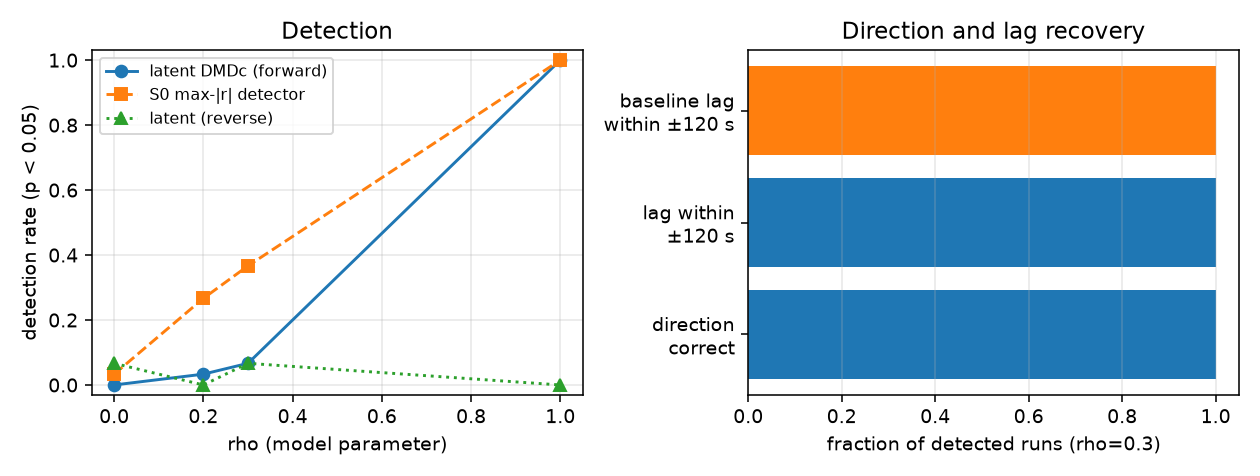 Detection
latent DMDc (forward)
S0 max-|r| detector
latent (reverse)
detection rate (p < 0.05)
1.0
0.8
0.6
0.4
0.2
0.0
0.0 0.2 0.4 0.6 0.8 1.0
rho (model parameter)
Direction and lag recovery
baseline lag
within ±120 s
lag within
±120 s
direction
correct
0.0 0.2 0.4 0.6 0.8 1.0
fraction of detected runs (rho=0.3)